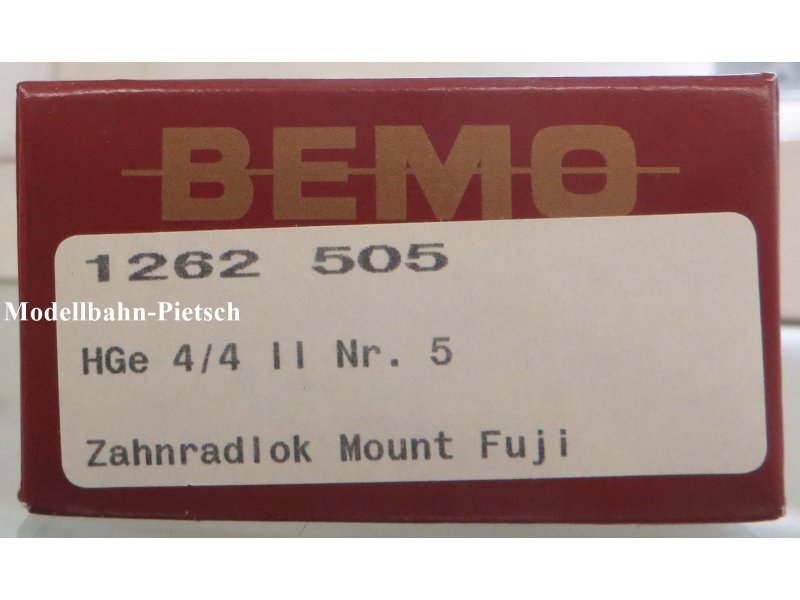 BEMO
1262 505
Modellbahn-Pietsch
HGe 4/4 II Nr. 5
Zahnradlok Mount Fuji